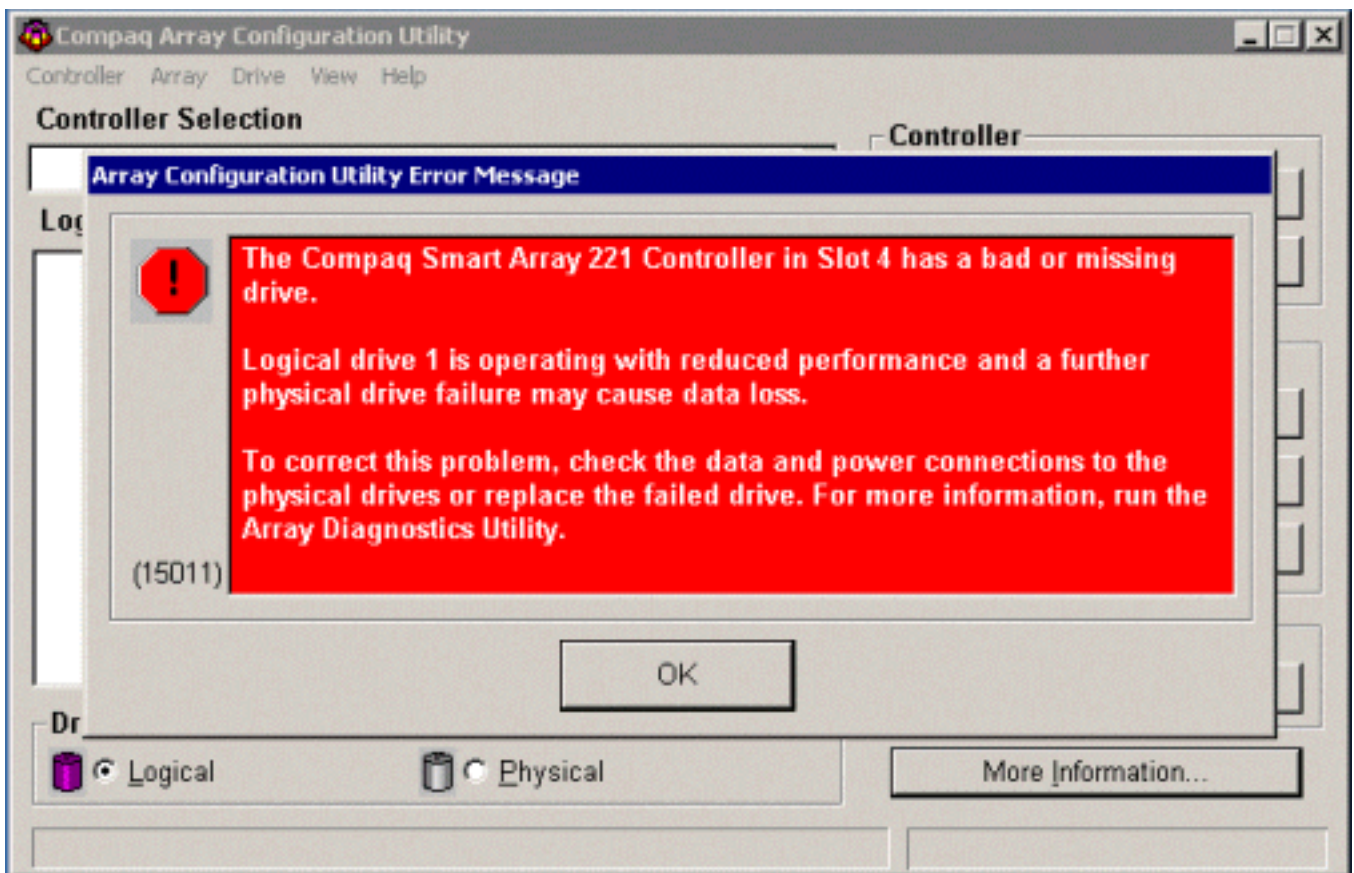 Compaq Array Configuration Utility
Controller Array Drive View Help
Controller Selection
Controller
Array Configuration Utility Error Message
The Compaq Smart Array 221 Controller in Slot 4 has a bad or missing
drive.
Logical drive 1 is operating with reduced performance and a further
physical drive failure may cause data loss.
To correct this problem, check the data and power connections to the
physical drives or replace the failed drive. For more information, run the
Array Diagnostics Utility.
(15011)
OK
Logical
Physical
More Information...